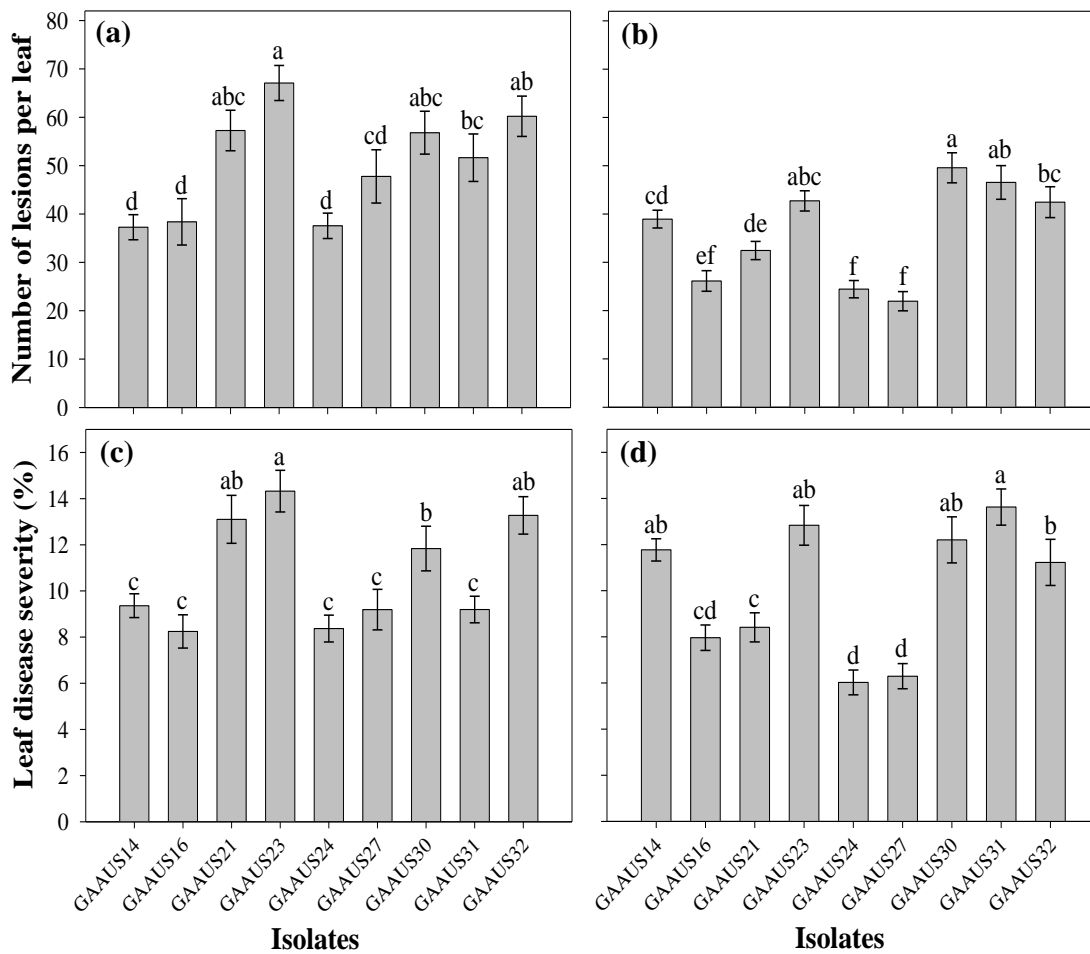 (a)
80
70
60
50
40
30
20
10
0
Number of lesions per leaf
d
d
abc
a
d
cd
abc
bc
ab
(b)
cd
ef
de
abc
f
f
a
ab
bc
(c)
16
14
12
10
8
6
4
2
0
Leaf disease severity (%)
c
c
ab
a
c
c
b
c
ab
GAAUS14
GAAUS16
GAAUS21
GAAUS23
GAAUS24
GAAUS27
GAAUS30
GAAUS31
GAAUS32
Isolates
(d)
ab
cd
c
ab
d
d
ab
a
b
GAAUS14
GAAUS16
GAAUS21
GAAUS23
GAAUS24
GAAUS27
GAAUS30
GAAUS31
GAAUS32
Isolates